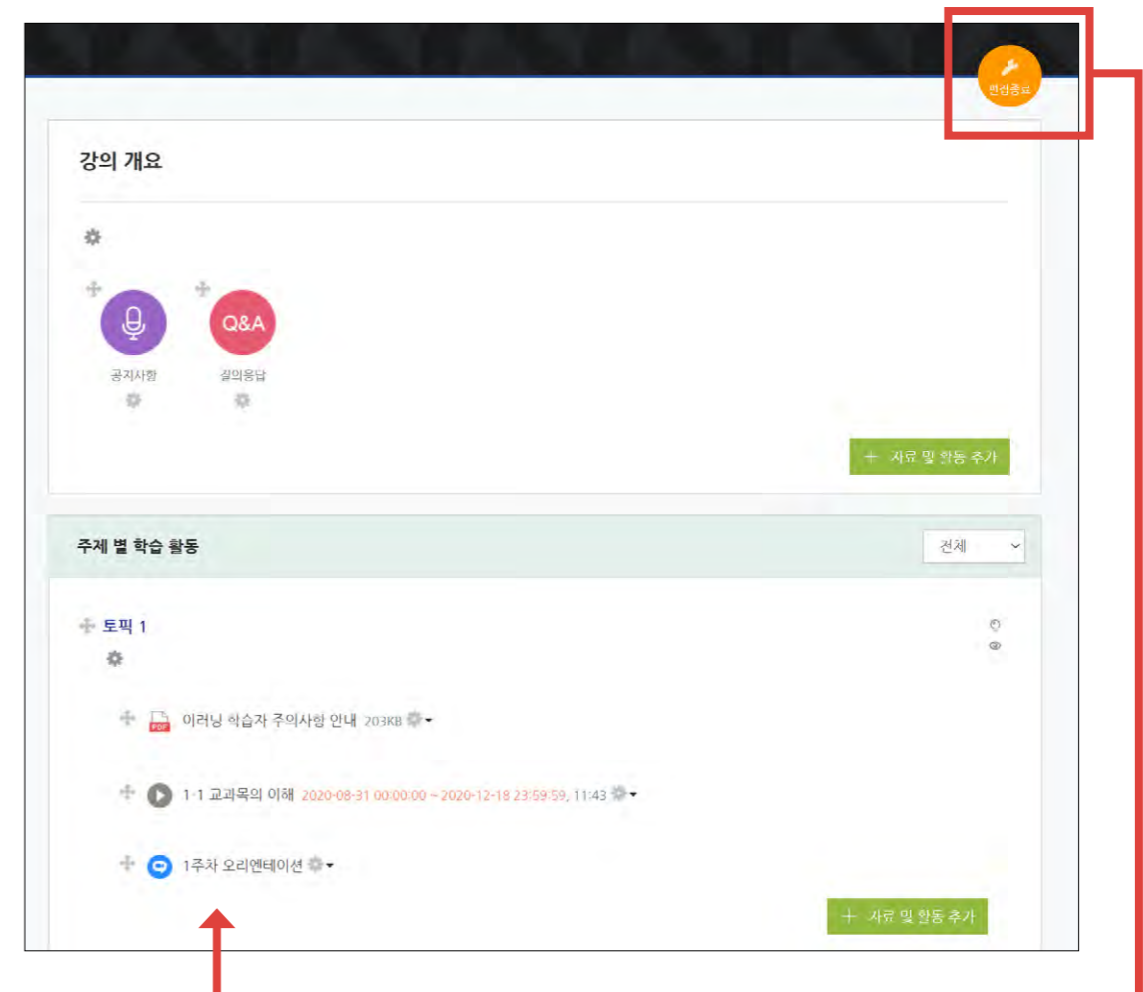 편집종료
강의 개요
Q&A
공지사항 질의응답
+ 자료 및 활동 추가
주제 별 학습 활동 전체
토픽 1
PDF 이러닝 학습자 주의사항 안내 203KB
1-1 교과목의 이해 2020-08-31 00:00:00 ~ 2020-12-18 23:59:59, 11:43
1주차 오리엔테이션
+ 자료 및 활동 추가